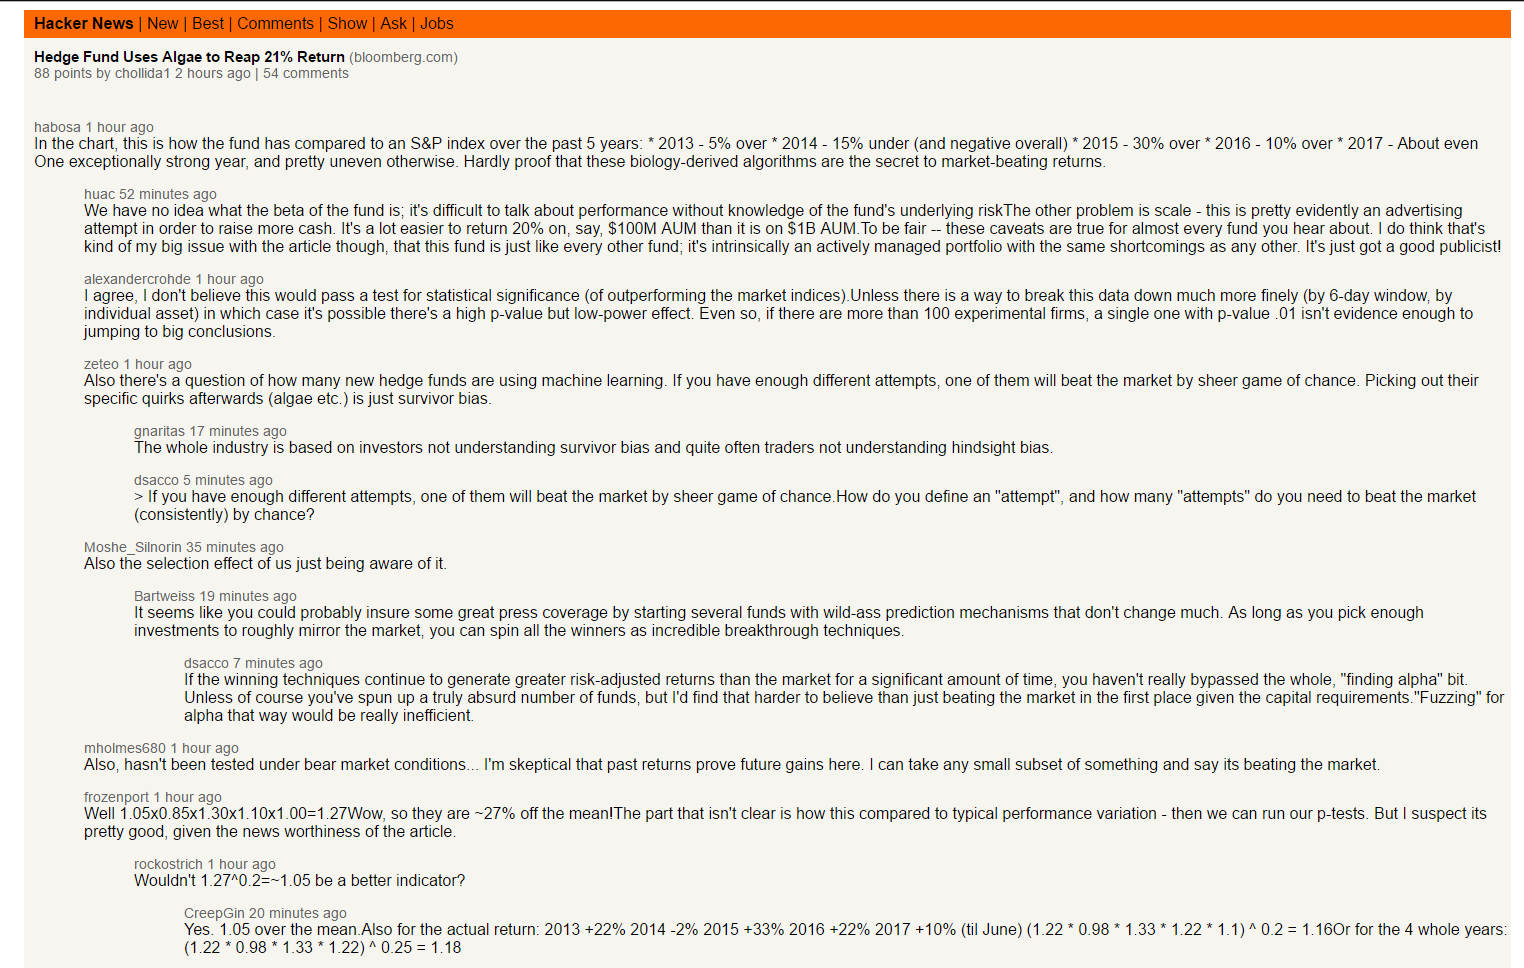 Hacker News | New | Best | Comments | Show | Ask | Jobs
Hedge Fund Uses Algae to Reap 21% Return (bloomberg.com)
88 points by chollida1 2 hours ago | 54 comments
habosa 1 hour ago
In the chart, this is how the fund has compared to an S&P index over the past 5 years: * 2013 - 5% over * 2014 - 15% under (and negative overall) * 2015 - 30% over * 2016 - 10% over * 2017 - About even
One exceptionally strong year, and pretty uneven otherwise. Hardly proof that these biology-derived algorithms are the secret to market-beating returns.
huac 52 minutes ago
We have no idea what the beta of the fund is; it's difficult to talk about performance without knowledge of the fund's underlying riskThe other problem is scale - this is pretty evidently an advertising
attempt in order to raise more cash. It's a lot easier to return 20% on, say, $100M AUM than it is on $1B AUM.To be fair -- these caveats are true for almost every fund you hear about. I do think that's
kind of my big issue with the article though, that this fund is just like every other fund; it's intrinsically an actively managed portfolio with the same shortcomings as any other. It's just got a good publicist!
alexandercrohde 1 hour ago
I agree, I don't believe this would pass a test for statistical significance (of outperforming the market indices).Unless there is a way to break this data down much more finely (by 6-day window, by
individual asset) in which case it's possible there's a high p-value but low-power effect. Even so, if there are more than 100 experimental firms, a single one with p-value .01 isn't evidence enough to
jumping to big conclusions.
zeteo 1 hour ago
Also there's a question of how many new hedge funds are using machine learning. If you have enough different attempts, one of them will beat the market by sheer game of chance. Picking out their
specific quirks afterwards (algae etc.) is just survivor bias.
gnaritas 17 minutes ago
The whole industry is based on investors not understanding survivor bias and quite often traders not understanding hindsight bias.
dsacco 5 minutes ago
> If you have enough different attempts, one of them will beat the market by sheer game of chance.How do you define an "attempt", and how many "attempts" do you need to beat the market
(consistently) by chance?
Moshe_Silnorin 35 minutes ago
Also the selection effect of us just being aware of it.
Bartweiss 19 minutes ago
It seems like you could probably insure some great press coverage by starting several funds with wild-ass prediction mechanisms that don't change much. As long as you pick enough
investments to roughly mirror the market, you can spin all the winners as incredible breakthrough techniques.
dsacco 7 minutes ago
If the winning techniques continue to generate greater risk-adjusted returns than the market for a significant amount of time, you haven't really bypassed the whole, "finding alpha" bit.
Unless of course you've spun up a truly absurd number of funds, but I'd find that harder to believe than just beating the market in the first place given the capital requirements."Fuzzing" for
alpha that way would be really inefficient.
mholmes680 1 hour ago
Also, hasn't been tested under bear market conditions... I'm skeptical that past returns prove future gains here. I can take any small subset of something and say its beating the market.
frozenport 1 hour ago
Well 1.05x0.85x1.30x1.10x1.00=1.27Wow, so they are ~27% off the mean!The part that isn't clear is how this compared to typical performance variation - then we can run our p-tests. But I suspect its
pretty good, given the news worthiness of the article.
rockostrich 1 hour ago
Wouldn't 1.27^0.2=~1.05 be a better indicator?
CreepGin 20 minutes ago
Yes. 1.05 over the mean.Also for the actual return: 2013 +22% 2014 -2% 2015 +33% 2016 +22% 2017 +10% (til June) (1.22 * 0.98 * 1.33 * 1.22 * 1.1) ^ 0.2 = 1.16Or for the 4 whole years:
(1.22 * 0.98 * 1.33 * 1.22) ^ 0.25 = 1.18